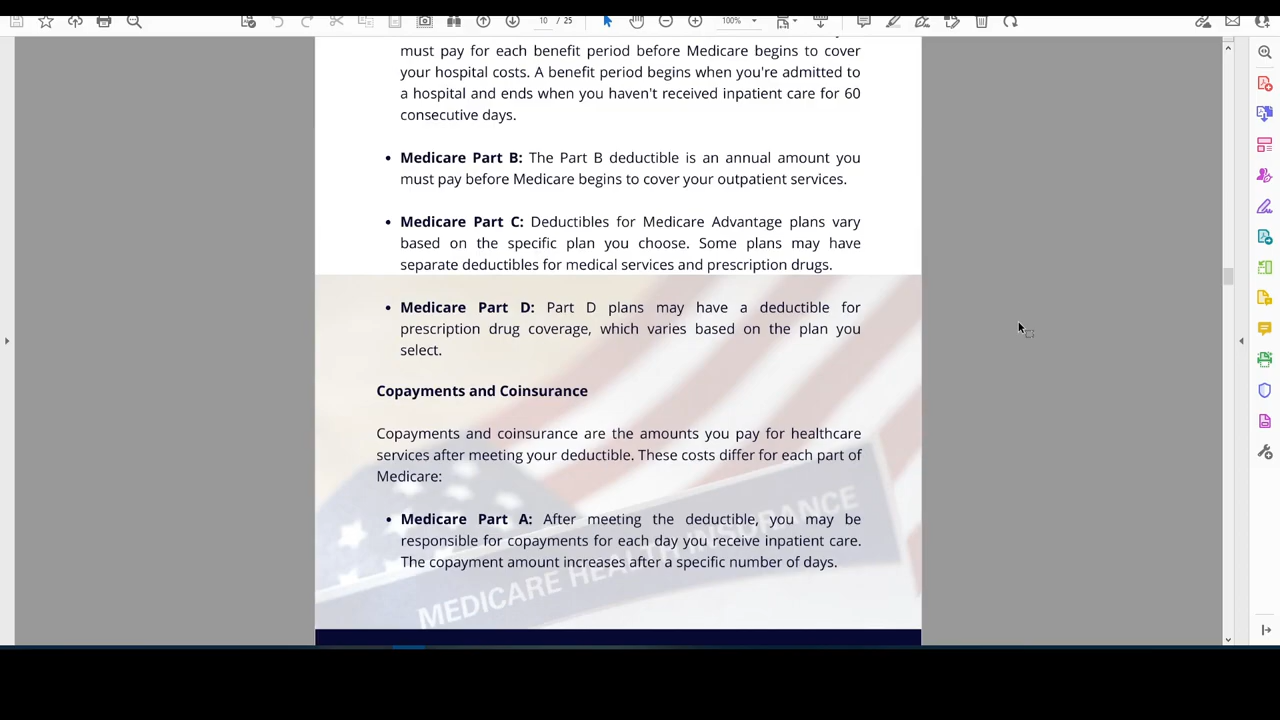 10 / 25
100%
must pay for each benefit period before Medicare begins to cover
your hospital costs. A benefit period begins when you're admitted to
a hospital and ends when you haven't received inpatient care for 60
consecutive days.
• Medicare Part B: The Part B deductible is an annual amount you
must pay before Medicare begins to cover your outpatient services.
• Medicare Part C: Deductibles for Medicare Advantage plans vary
based on the specific plan you choose. Some plans may have
separate deductibles for medical services and prescription drugs.
• Medicare Part D: Part D plans may have a deductible for
prescription drug coverage, which varies based on the plan you
select.
Copayments and Coinsurance
Copayments and coinsurance are the amounts you pay for healthcare
services after meeting your deductible. These costs differ for each part of
Medicare:
• Medicare Part A: After meeting the deductible, you may be
responsible for copayments for each day you receive inpatient care.
The copayment amount increases after a specific number of days.
MEDICARE HEALTH INSURANCE